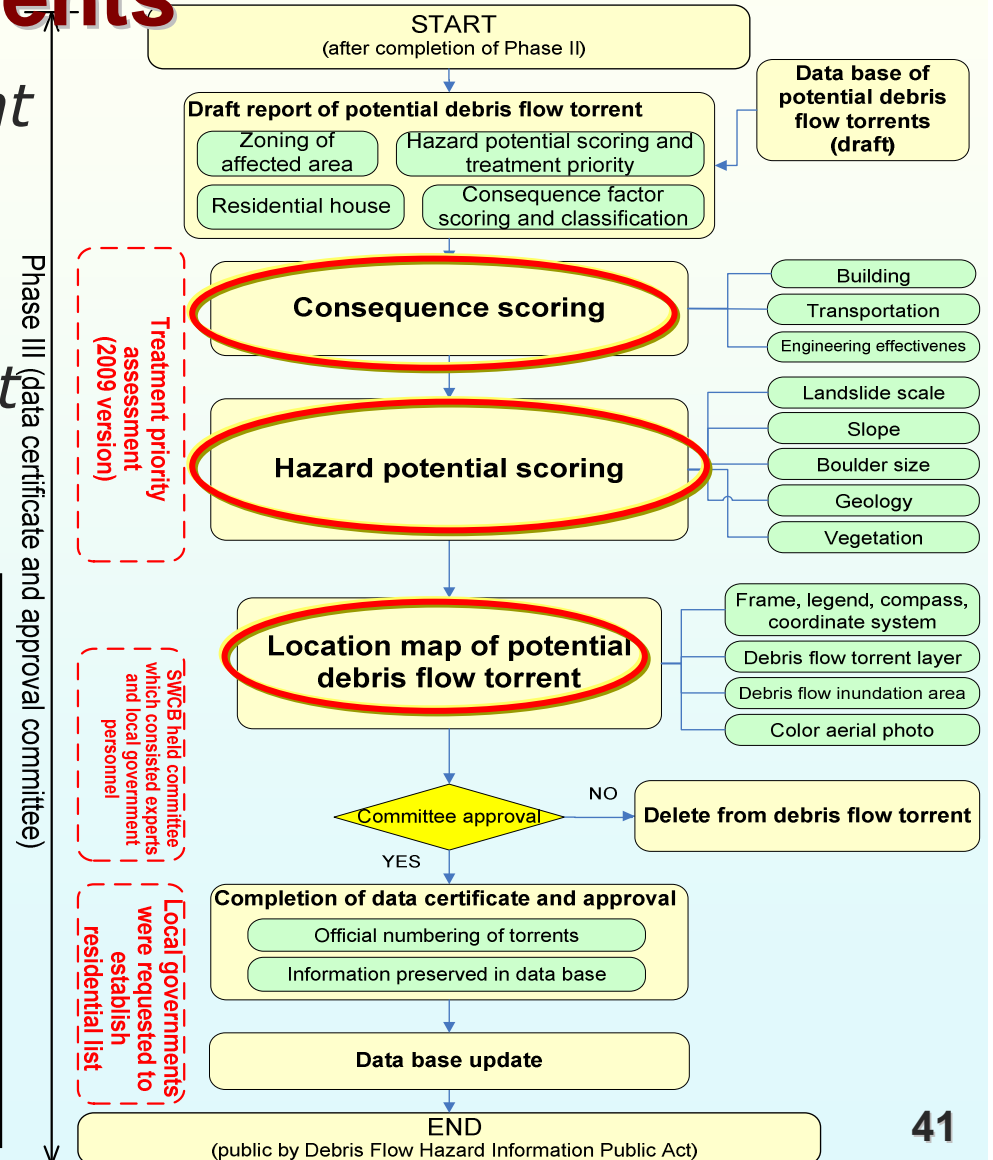 ents
nt
t
START
(after completion of Phase II)
Data base of
potential debris
flow torrents
(draft)
Draft report of potential debris flow torrent
Zoning of
affected area
Hazard potential scoring and
treatment priority
Residential house
Consequence factor
scoring and classification
Phase III (data certificate and approval committee)
Treatment priority
assessment
(2009 version)
Consequence scoring
Building
Transportation
Engineering effectivenes
Hazard potential scoring
Landslide scale
Slope
Boulder size
Geology
Vegetation
Location map of potential
debris flow torrent
Frame, legend, compass,
coordinate system
Debris flow torrent layer
Debris flow inundation area
Color aerial photo
SWCB held committee
which consisted experts
and local government
personnel
Committee approval
NO
Delete from debris flow torrent
YES
Local governments
were requested to
establish
residential list
Completion of data certificate and approval
Official numbering of torrents
Information preserved in data base
Data base update
END
(public by Debris Flow Hazard Information Public Act)
41